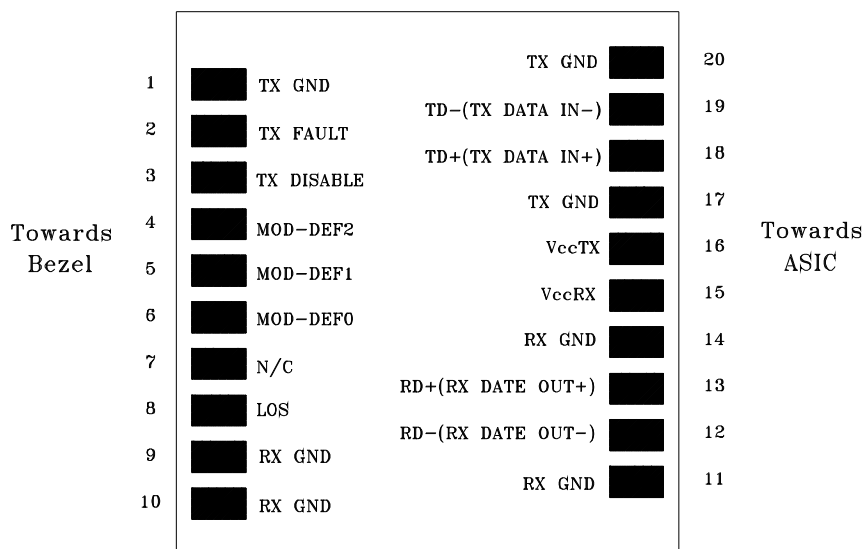 1 TX GND
2 TX FAULT
3 TX DISABLE
4 MOD-DEF2
5 MOD-DEF1
6 MOD-DEF0
7 N/C
8 LOS
9 RX GND
10 RX GND
Towards
Bezel
TX GND 20
TD-(TX DATA IN-) 19
TD+(TX DATA IN+) 18
TX GND 17
VccTX 16
VccRX 15
RX GND 14
RD+(RX DATE OUT+) 13
RD-(RX DATE OUT-) 12
RX GND 11
Towards
ASIC